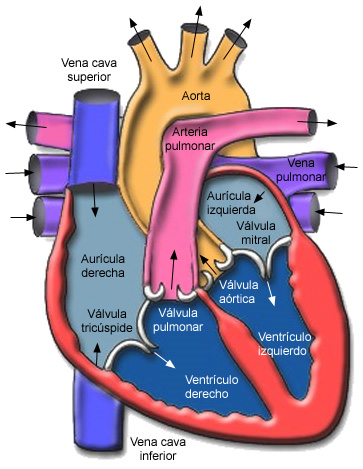 Vena cava
superior
Aorta
Arteria
pulmonar
Vena
pulmonar
Aurícula
izquierda
Válvula
mitral
Aurícula
derecha
Válvula
aórtica
Válvula
tricúspide
Válvula
pulmonar
Ventrículo
izquierdo
Ventrículo
derecho
Vena cava
inferior